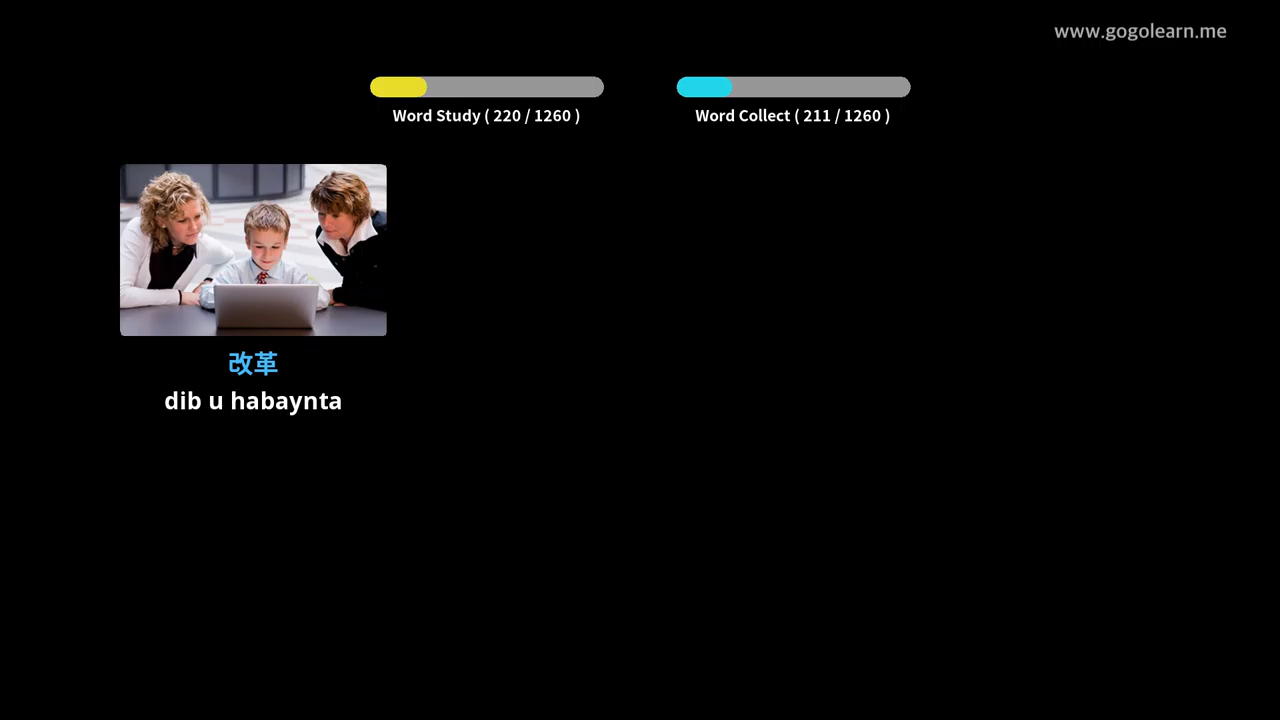 www.gogolearn.me
Word Study ( 220 / 1260 )
Word Collect ( 211 / 1260 )
改革
dib u habaynta